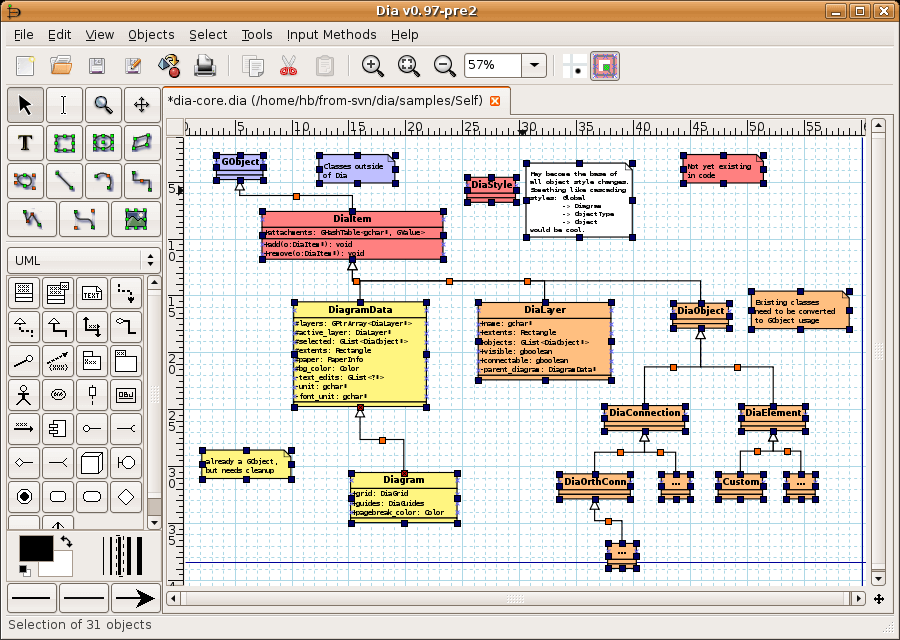 Dia v0.97-pre2
File Edit View Objects Select Tools Input Methods Help
57%
*dia-core.dia (/home/hb/from-svn/dia/samples/Self)
5 10 15 20 25 30 35 40 45 50 55
T
UML
5
10
15
20
25
30
35
GObject
Classes outside
of Dia
DiaStyle
May become the base of
all object style changes.
Something like cascading
styles: Global
-> Diagram
-> ObjectType
-> Object
would be cool.
Not yet existing
in code
DiaItem
+attachments: GHashTable<gchar*, GValue>
+add(o:DiaItem*): void
+remove(o:DiaItem*): void
DiagramData
#layers: GPtrArray<DiaLayer*>
#active_layer: DiaLayer*
#selected: GList<DiaObject*>
#extents: Rectangle
#paper: PaperInfo
#bg_color: Color
-text_edits: GList<?*>
-unit: gchar*
-font_unit: gchar*
DiaLayer
+name: gchar*
+extents: Rectangle
+objects: GList<DiaObject*>
+visible: gboolean
+connectable: gboolean
-parent_diagram: DiagramData*
DiaObject
Existing classes
need to be converted
to GObject usage
DiaConnection
DiaElement
already a GObject,
but needs cleanup
Diagram
+grid: DiaGrid
+guides: DiaGuides
+pagebreak_color: Color
DiaOrthConn
...
Custom
...
...
Selection of 31 objects